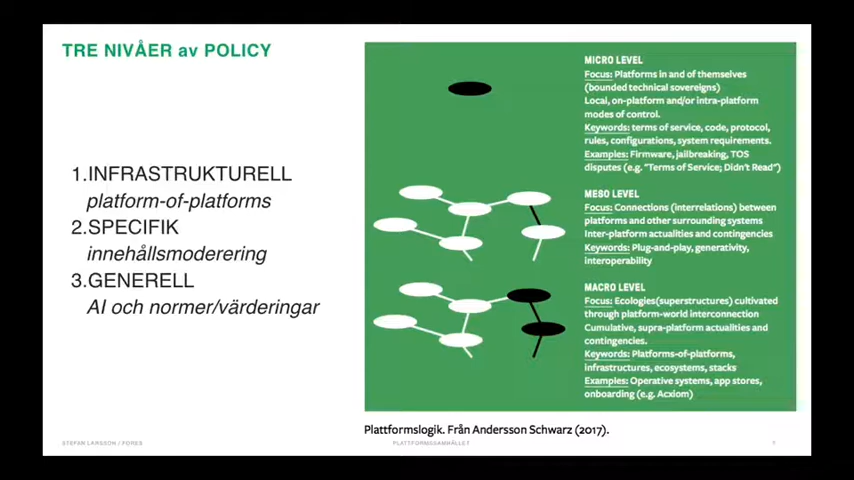 TRE NIVÅER av POLICY
1.INFRASTRUKTURELL
platform-of-platforms
2.SPECIFIK
innehållsmoderering
3.GENERELL
AI och normer/värderingar
MICRO LEVEL
Focus: Platforms in and of themselves
(bounded technical sovereigns)
Local, on-platform and/or intra-platform
modes of control.
Keywords: terms of service, code, protocol,
rules, configurations, system requirements.
Examples: Firmware, jailbreaking, TOS
disputes (e.g. "Terms of Service; Didn't Read")
MESO LEVEL
Focus: Connections (interrelations) between
platforms and other surrounding systems
Inter-platform actualities and contingencies
Keywords: Plug-and-play, generativity,
interoperability
MACRO LEVEL
Focus: Ecologies(superstructures) cultivated
through platform-world interconnection
Cumulative, supra-platform actualities and
contingencies.
Keywords: Platforms-of-platforms,
infrastructures, ecosystems, stacks
Examples: Operative systems, app stores,
onboarding (e.g. Acxiom)
Plattformslogik. Från Andersson Schwarz (2017).
STEFAN LARSSON / FORES
PLATTFORMSSAMHÄLLET